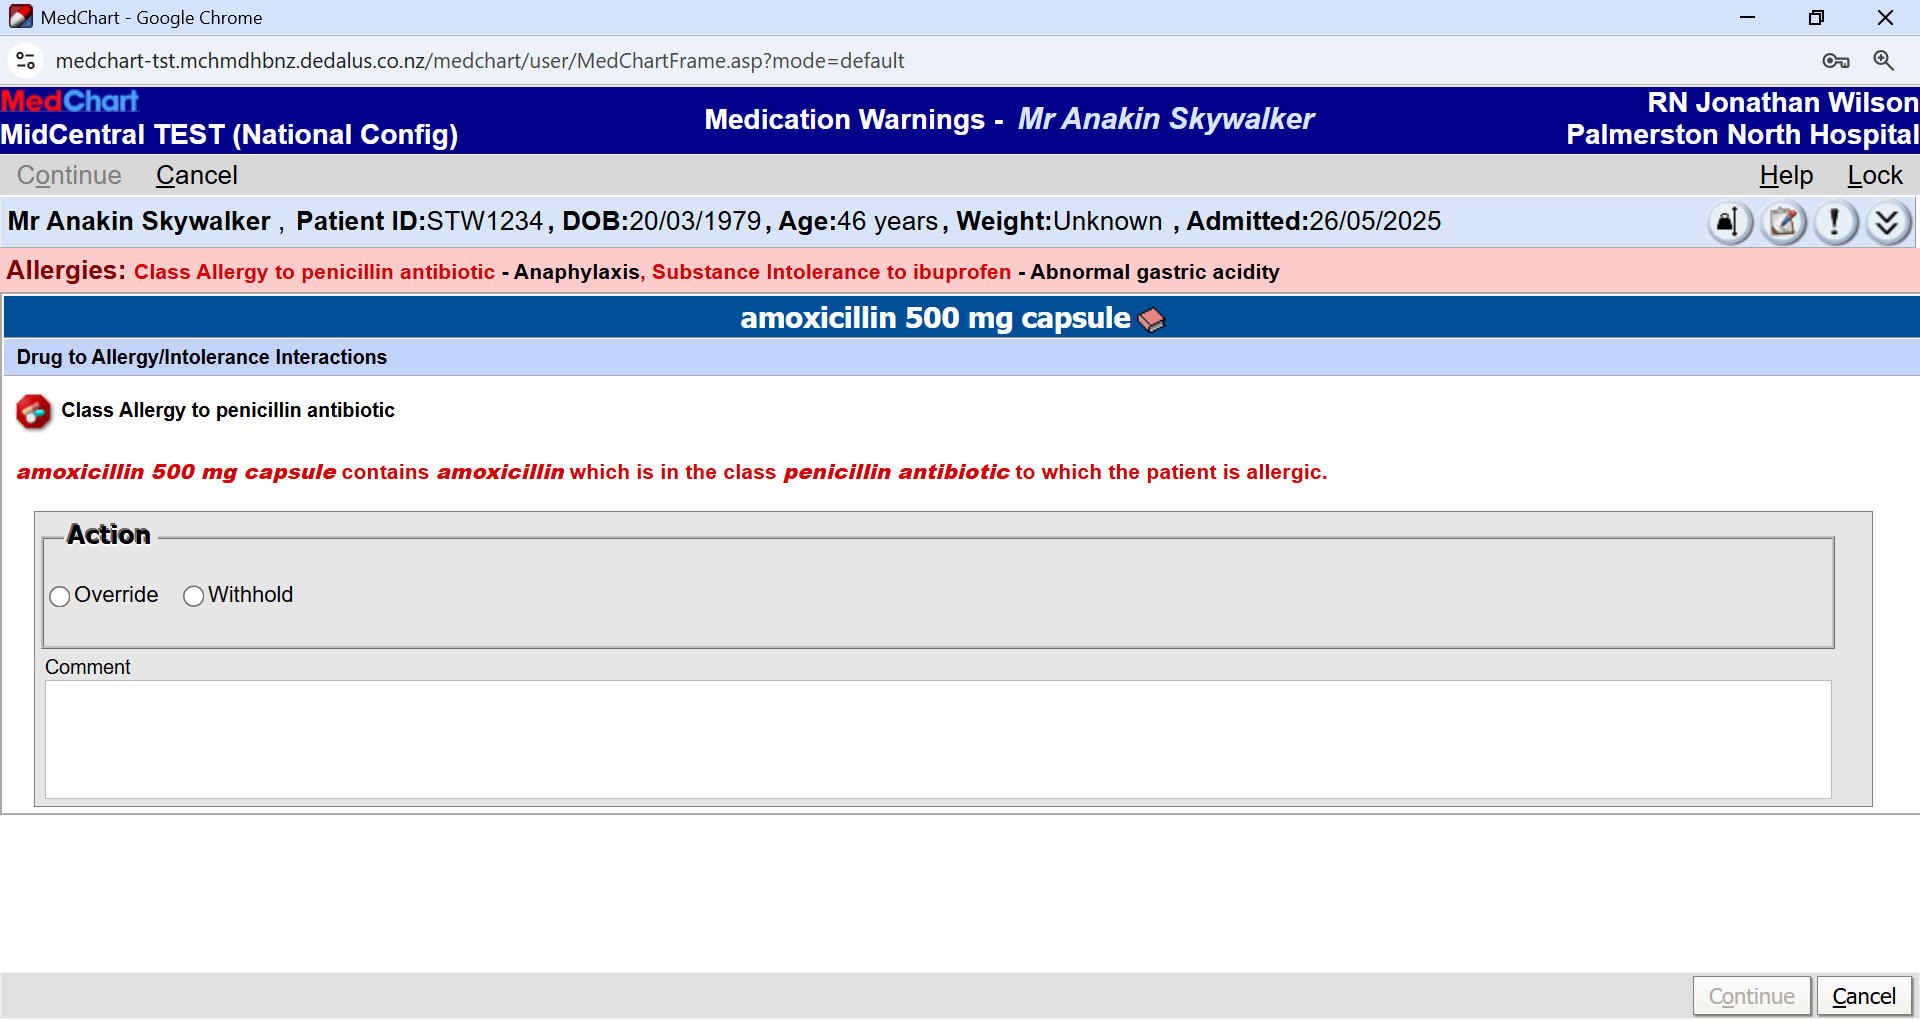 MedChart - Google Chrome
medchart-tst.mchmdhbnz.dedalus.co.nz/medchart/user/MedChartFrame.asp?mode=default
MedChart
MidCentral TEST (National Config)
Medication Warnings - Mr Anakin Skywalker
RN Jonathan Wilson
Palmerston North Hospital
Continue Cancel Help Lock
Mr Anakin Skywalker , Patient ID:STW1234, DOB:20/03/1979, Age:46 years, Weight:Unknown , Admitted:26/05/2025
Allergies: Class Allergy to penicillin antibiotic - Anaphylaxis, Substance Intolerance to ibuprofen - Abnormal gastric acidity
amoxicillin 500 mg capsule
Drug to Allergy/Intolerance Interactions
Class Allergy to penicillin antibiotic
amoxicillin 500 mg capsule contains amoxicillin which is in the class penicillin antibiotic to which the patient is allergic.
Action
Override Withhold
Comment
Continue Cancel